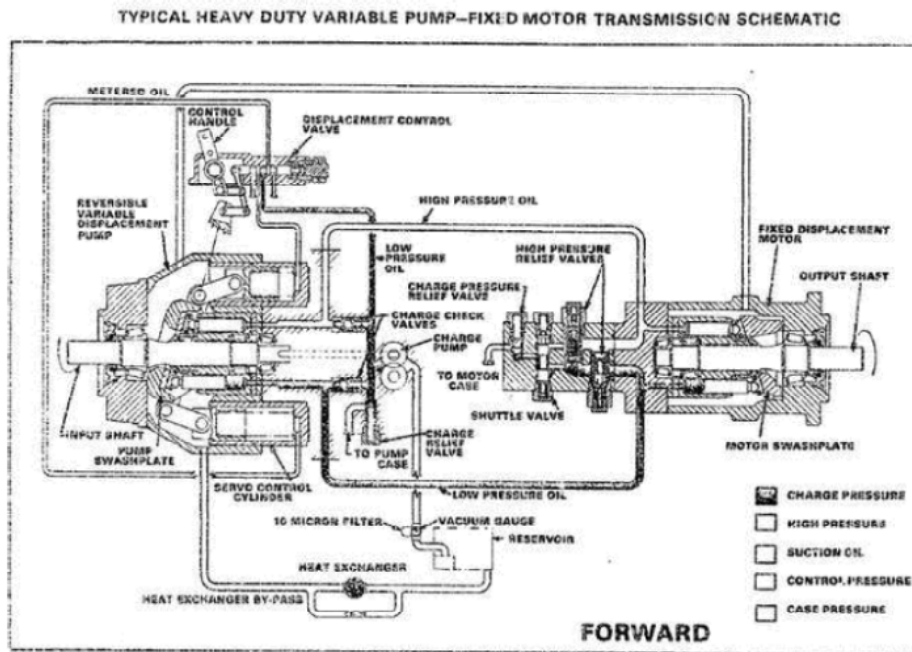 TYPICAL HEAVY DUTY VARIABLE PUMP–FIXED MOTOR TRANSMISSION SCHEMATIC
METERED OIL
CONTROL
HANDLE
DISPLACEMENT CONTROL
VALVE
REVERSIBLE
VARIABLE
DISPLACEMENT
PUMP
HIGH PRESSURE OIL
LOW
PRESSURE
OIL
HIGH PRESSURE
RELIEF VALVES
FIXED DISPLACEMENT
MOTOR
OUTPUT SHAFT
CHARGE PRESSURE
RELIEF VALVE
CHARGE CHECK
VALVES
CHARGE
PUMP
TO MOTOR
CASE
SHUTTLE VALVE
INPUT SHAFT
PUMP
SWASHPLATE
SERVO CONTROL
CYLINDER
TO PUMP
CASE
CHARGE
RELIEF
VALVE
MOTOR SWASHPLATE
LOW PRESSURE OIL
10 MICRON FILTER
VACUUM GAUGE
RESERVOIR
HEAT EXCHANGER
HEAT EXCHANGER BY-PASS
CHARGE PRESSURE
HIGH PRESSURE
SUCTION OIL
CONTROL PRESSURE
CASE PRESSURE
FORWARD